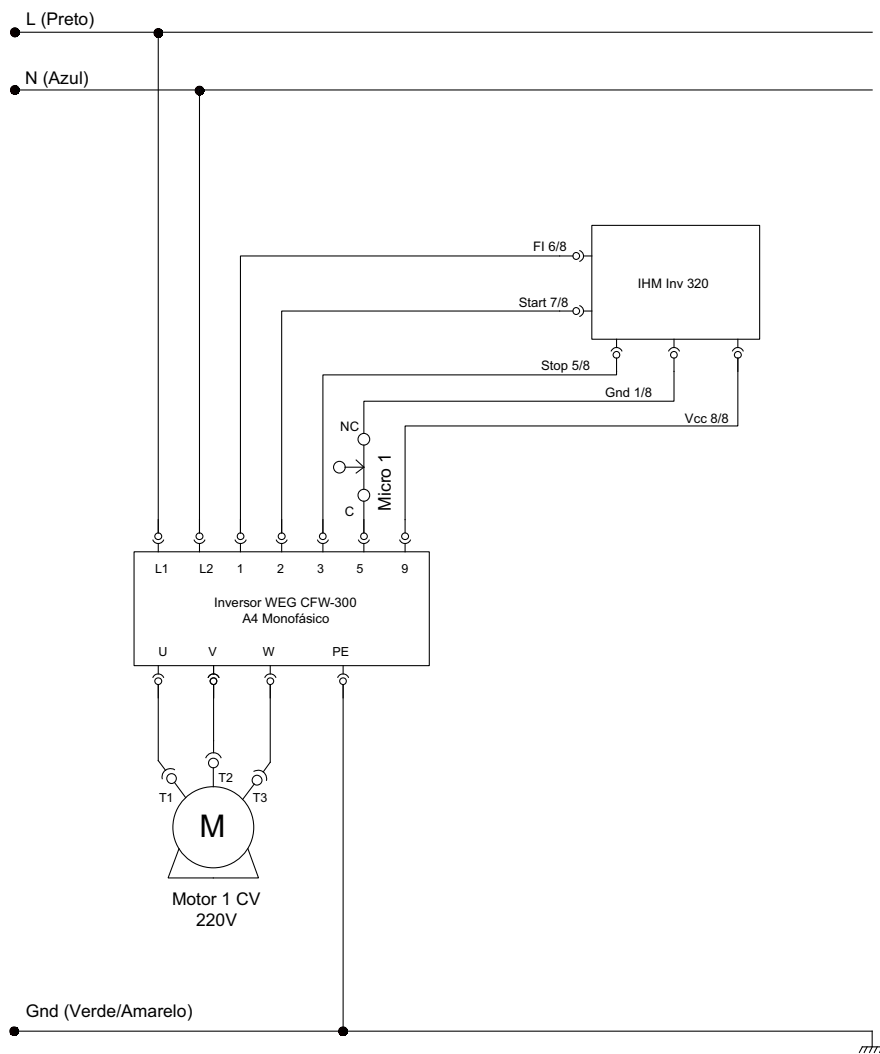 L (Preto)
N (Azul)
FI 6/8
IHM Inv 320
Start 7/8
Stop 5/8
Gnd 1/8
Vcc 8/8
NC
Micro 1
C
L1 L2 1 2 3 5 9
Inversor WEG CFW-300
A4 Monofásico
U V W PE
T1 T2 T3
M
Motor 1 CV
220V
Gnd (Verde/Amarelo)